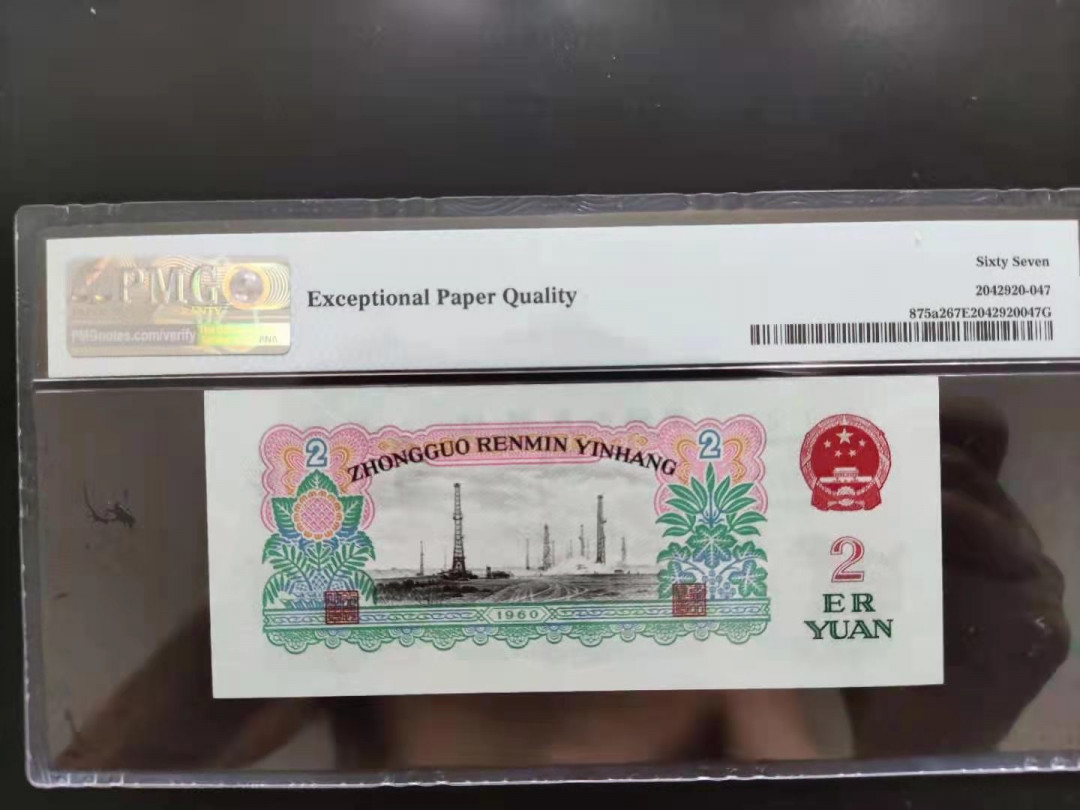 PMG
PMGnotes.com/verify
ANA
Exceptional Paper Quality
Sixty Seven
2042920-047
875a267E2042920047G
2
2
ZHONGGUO RENMIN YINHANG
1960
2
ER
YUAN